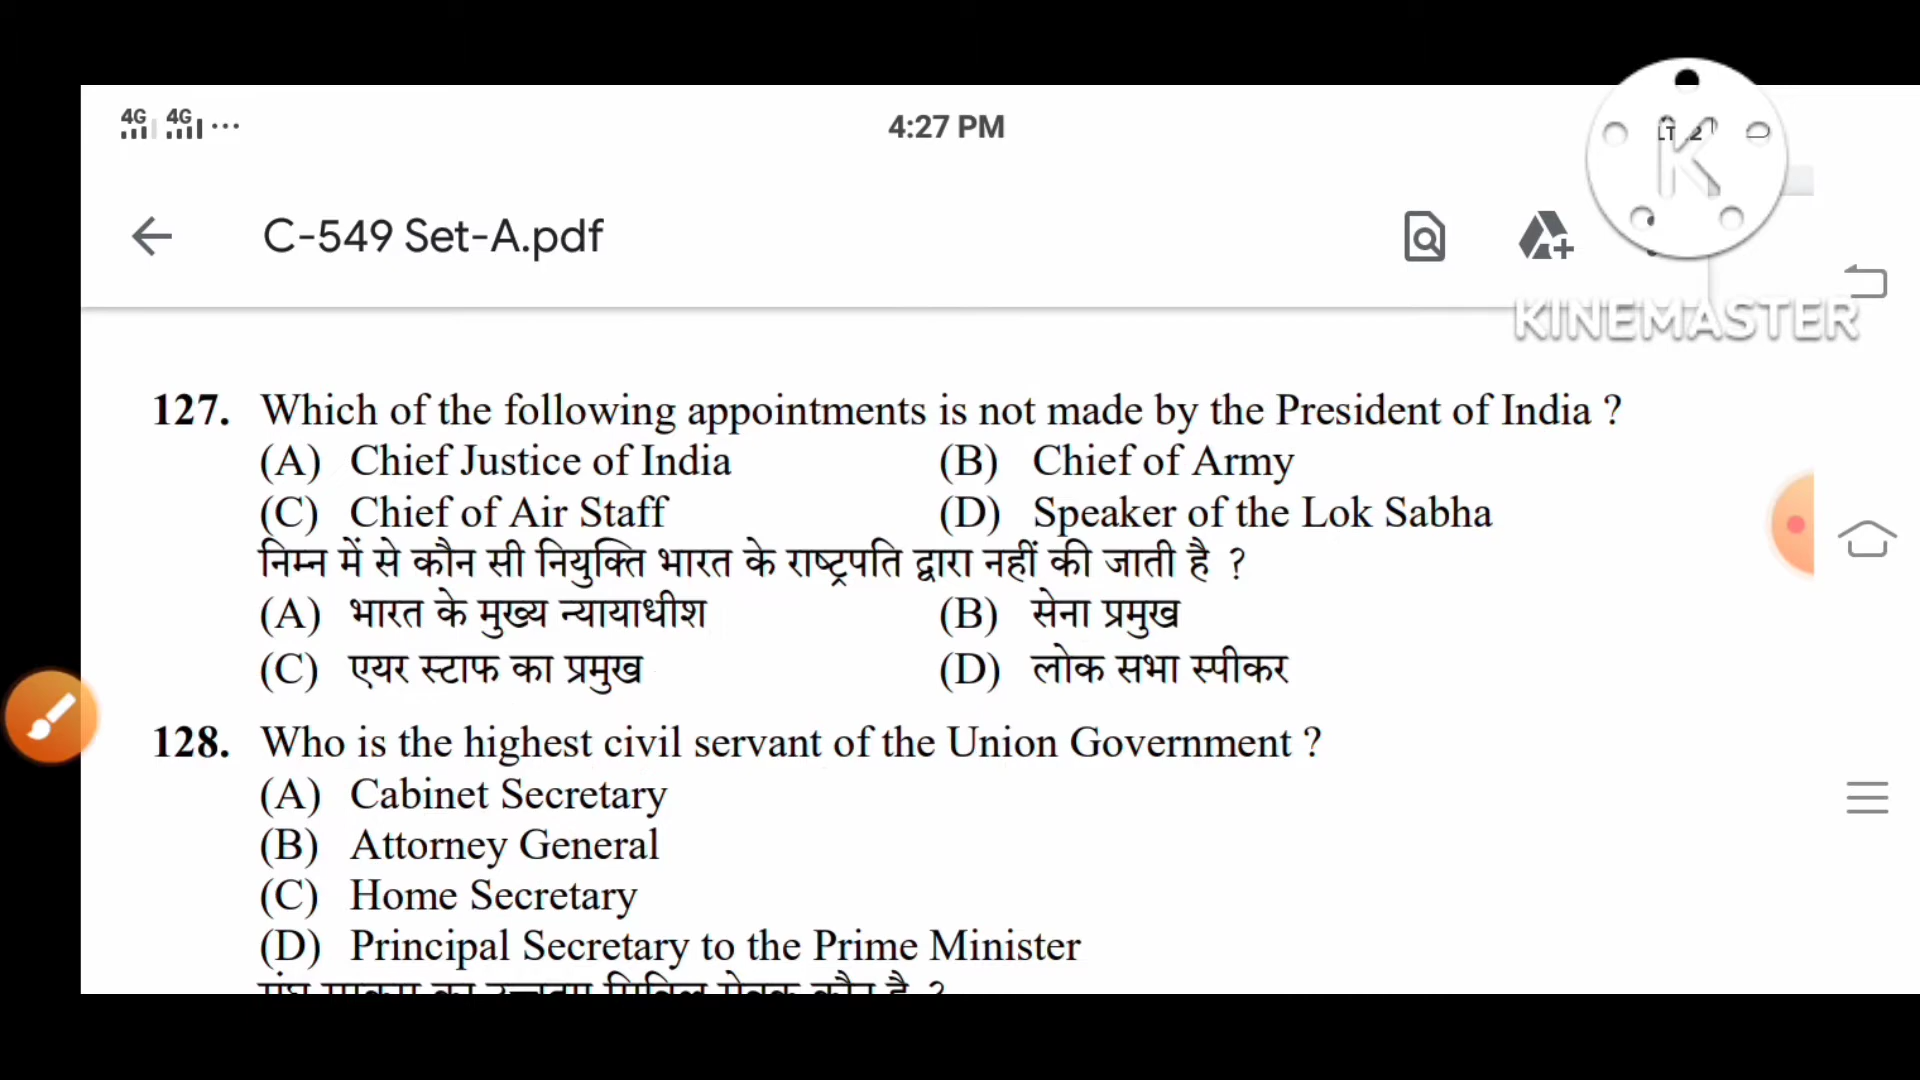 4G 4G ...
4:27 PM
C-549 Set-A.pdf
K
KINEMASTER
127. Which of the following appointments is not made by the President of India ?
(A) Chief Justice of India (B) Chief of Army
(C) Chief of Air Staff (D) Speaker of the Lok Sabha
निम्न में से कौन सी नियुक्ति भारत के राष्ट्रपति द्वारा नहीं की जाती है ?
(A) भारत के मुख्य न्यायाधीश (B) सेना प्रमुख
(C) एयर स्टाफ का प्रमुख (D) लोक सभा स्पीकर
128. Who is the highest civil servant of the Union Government ?
(A) Cabinet Secretary
(B) Attorney General
(C) Home Secretary
(D) Principal Secretary to the Prime Minister